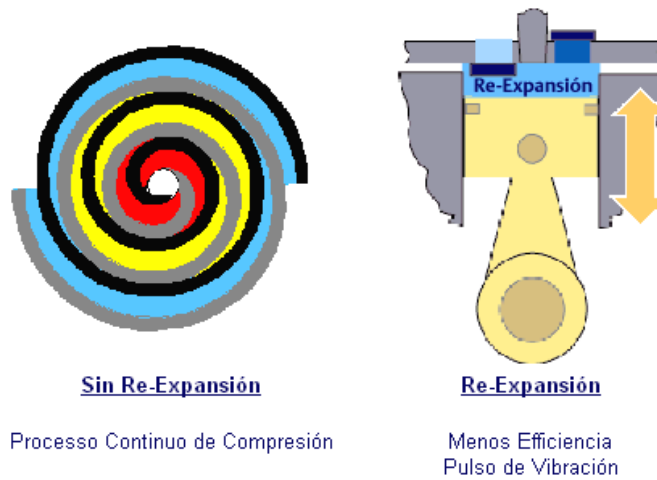 Re-Expansión
Sin Re-Expansión
Processo Continuo de Compresión
Re-Expansión
Menos Efficiencia
Pulso de Vibración